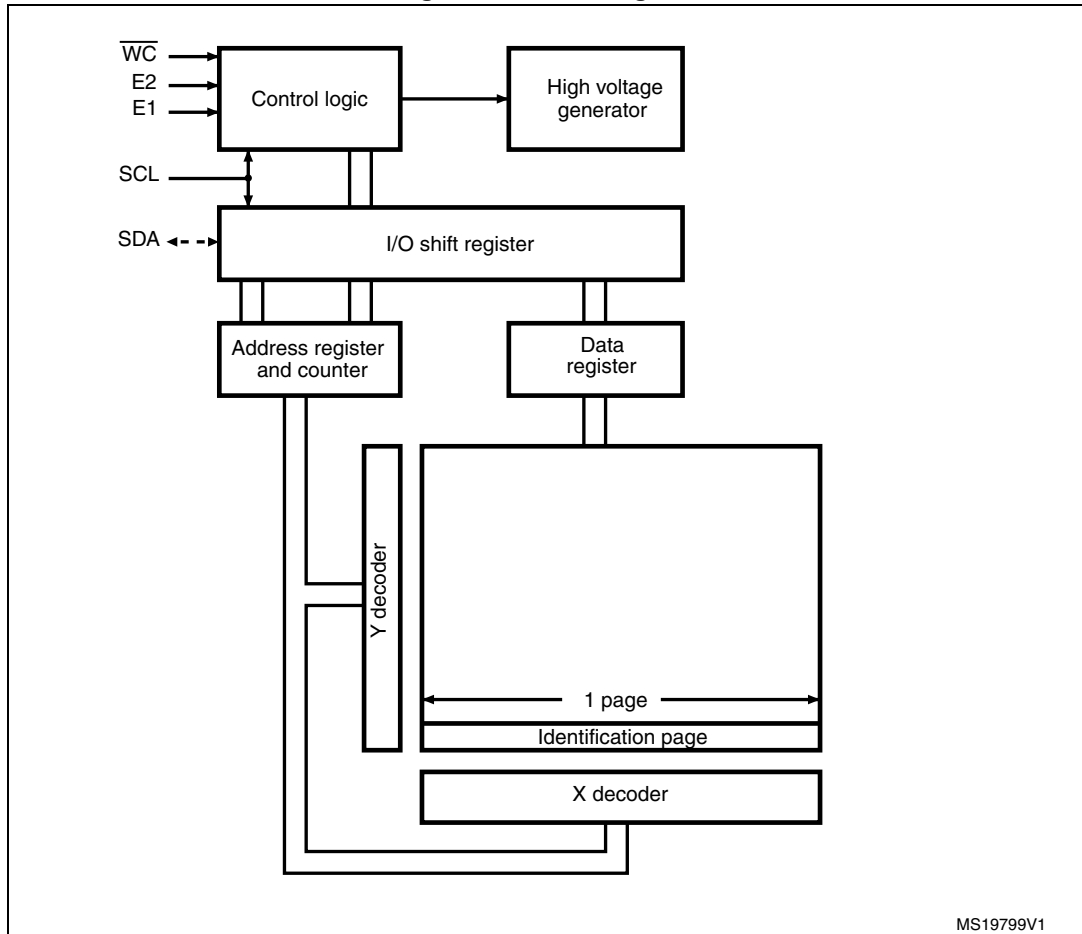 WC
E2
E1
SCL
SDA
Control logic
High voltage
generator
I/O shift register
Address register
and counter
Data
register
Y decoder
1 page
Identification page
X decoder
MS19799V1